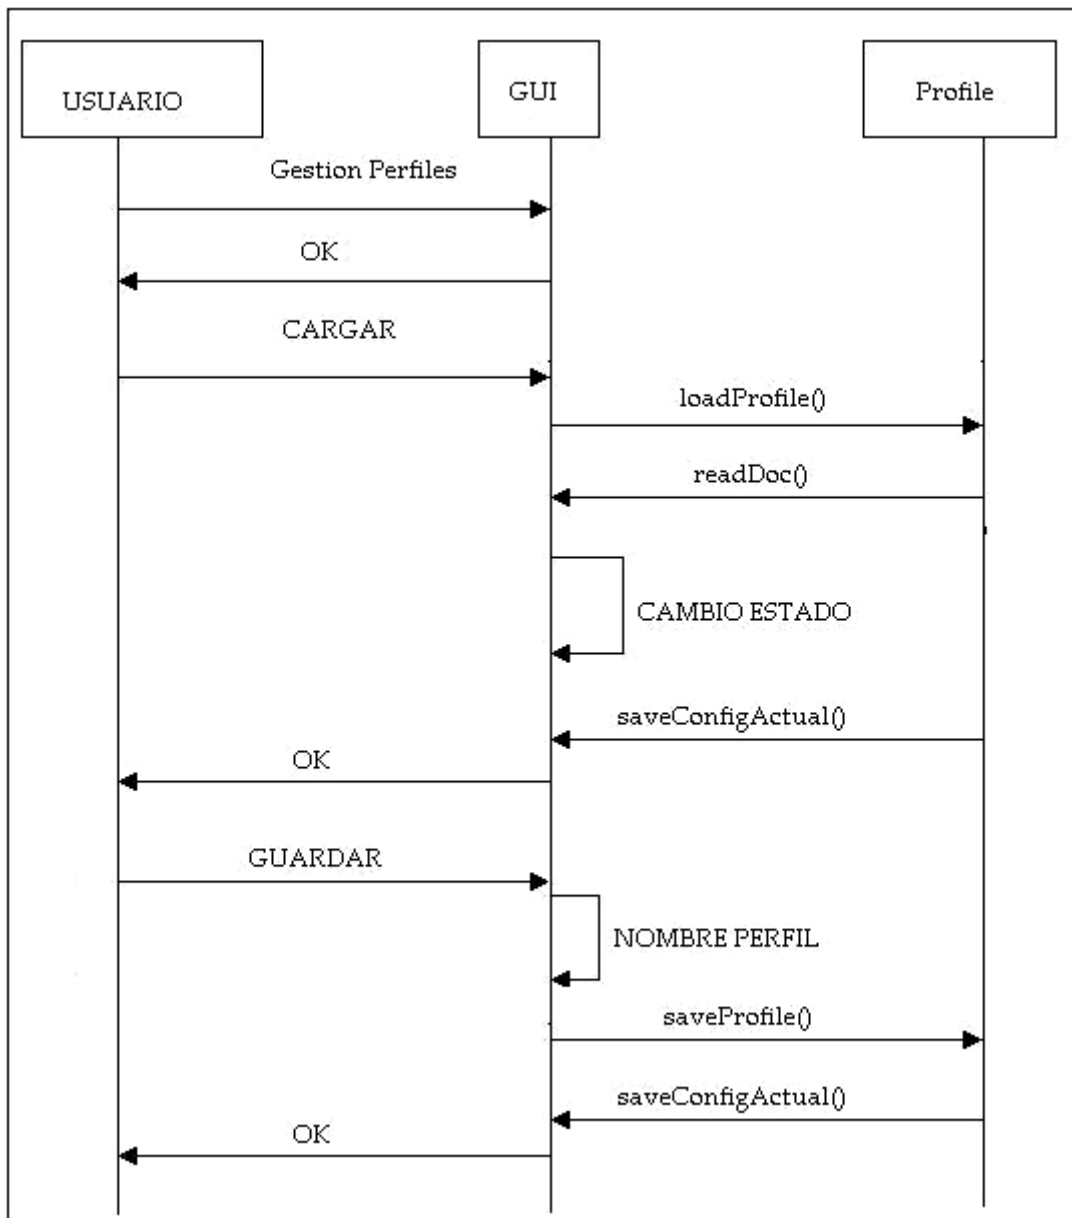 USUARIO
GUI
Profile
Gestion Perfiles
OK
CARGAR
loadProfile()
readDoc()
CAMBIO ESTADO
saveConfigActual()
OK
GUARDAR
NOMBRE PERFIL
saveProfile()
saveConfigActual()
OK